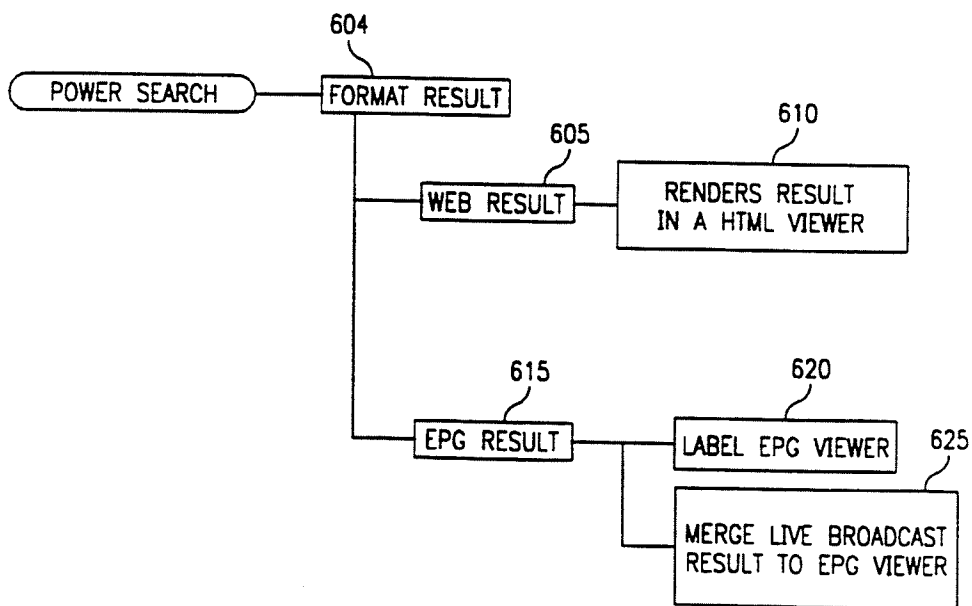 604
POWER SEARCH
FORMAT RESULT
605
610
WEB RESULT
RENDERS RESULT
IN A HTML VIEWER
615
620
625
EPG RESULT
LABEL EPG VIEWER
MERGE LIVE BROADCAST
RESULT TO EPG VIEWER